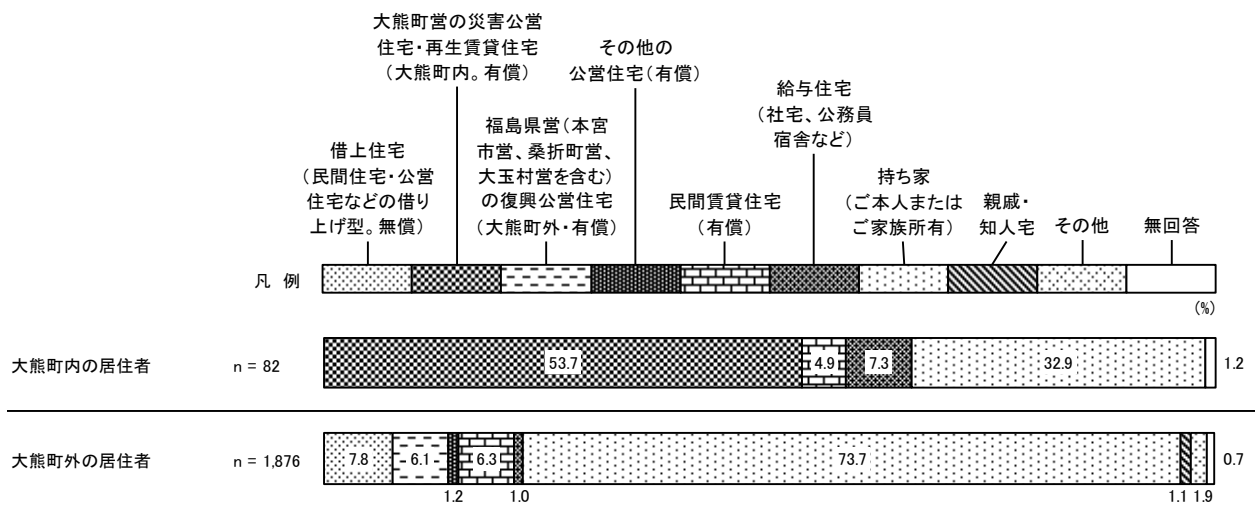 大熊町営の災害公営
住宅・再生賃貸住宅
（大熊町内。有償）
その他の
公営住宅（有償）
給与住宅
（社宅、公務員
宿舎など）
借上住宅
（民間住宅・公営
住宅などの借り
上げ型。無償）
福島県営（本宮
市営、桑折町営、
大玉村営を含む）
の復興公営住宅
（大熊町外・有償）
民間賃貸住宅
（有償）
持ち家
（ご本人または
ご家族所有）
親戚・
知人宅
その他
無回答
凡 例
(%)
大熊町内の居住者 n = 82 53.7 4.9 7.3 32.9 1.2
大熊町外の居住者 n = 1,876 7.8 6.1 6.3 73.7 0.7
1.2 1.0 1.1 1.9